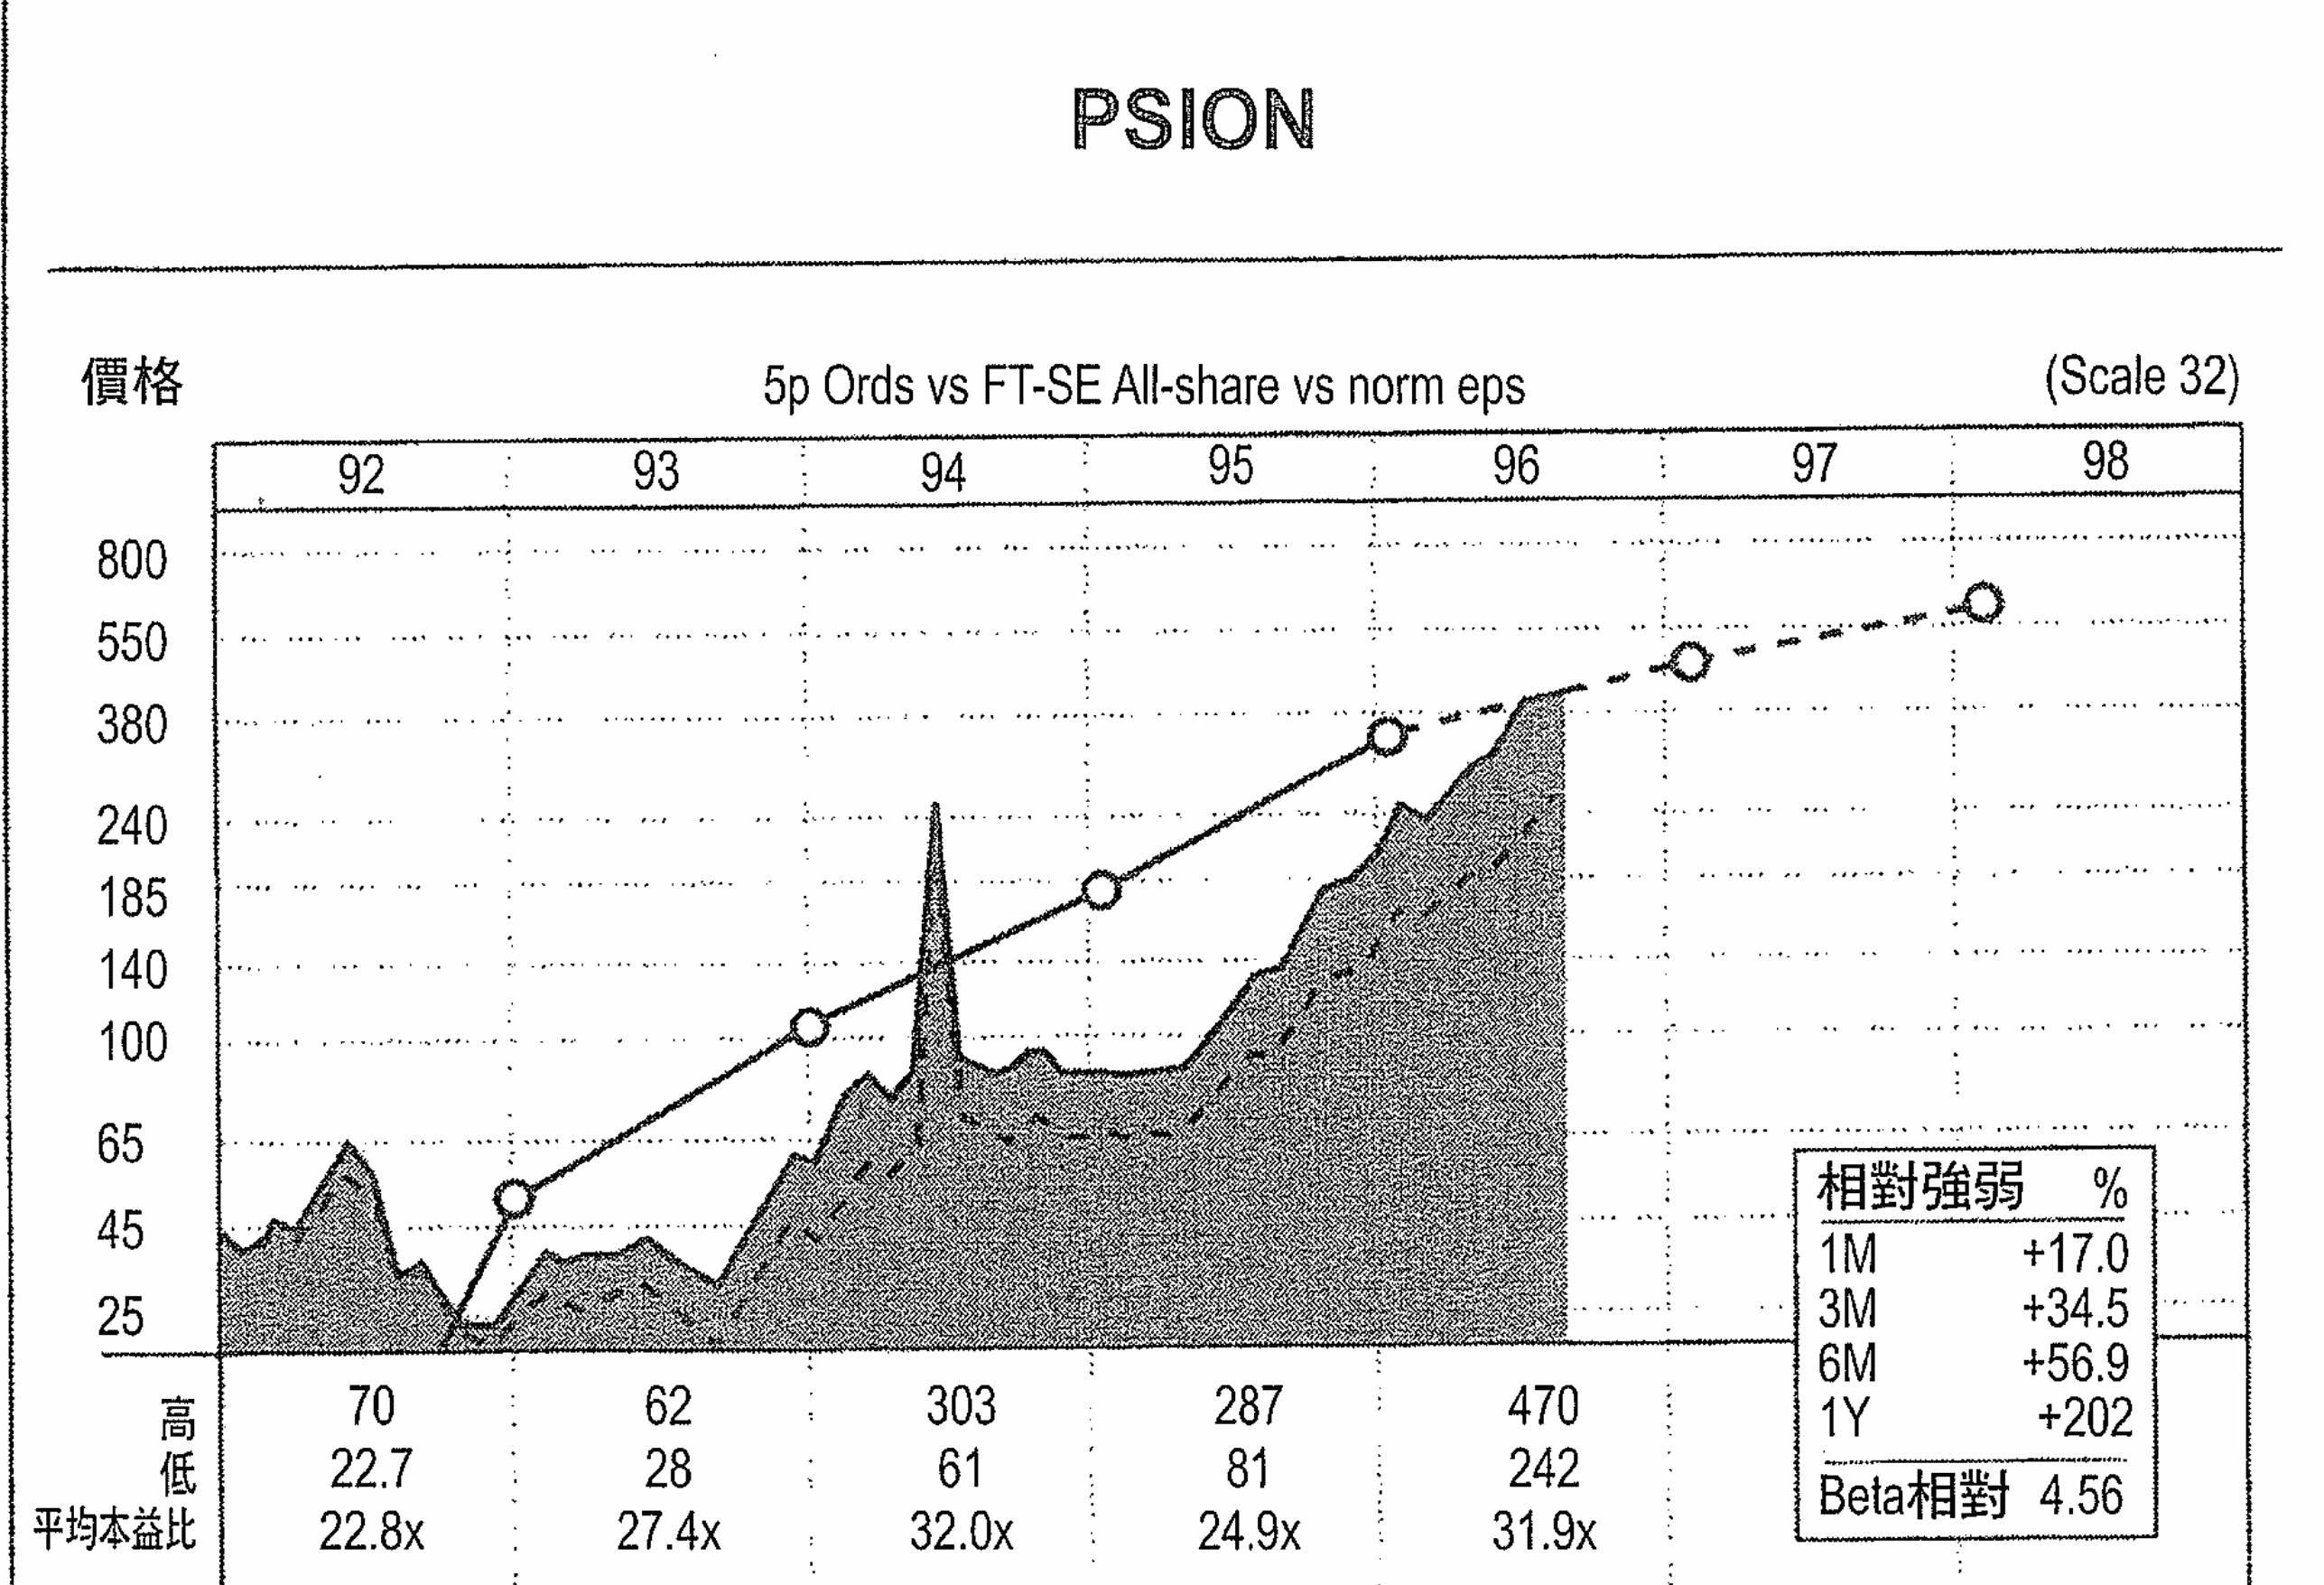 PSION
價格 5p Ords vs FT-SE All-share vs norm eps (Scale 32)
92 93 94 95 96 97 98
800
550
380
240
185
140
100
65
45
25
相對強弱 %
1M +17.0
3M +34.5
6M +56.9
1Y +202
Beta相對 4.56
高 70 62 303 287 470
低 22.7 28 61 81 242
平均本益比 22.8x 27.4x 32.0x 24.9x 31.9x